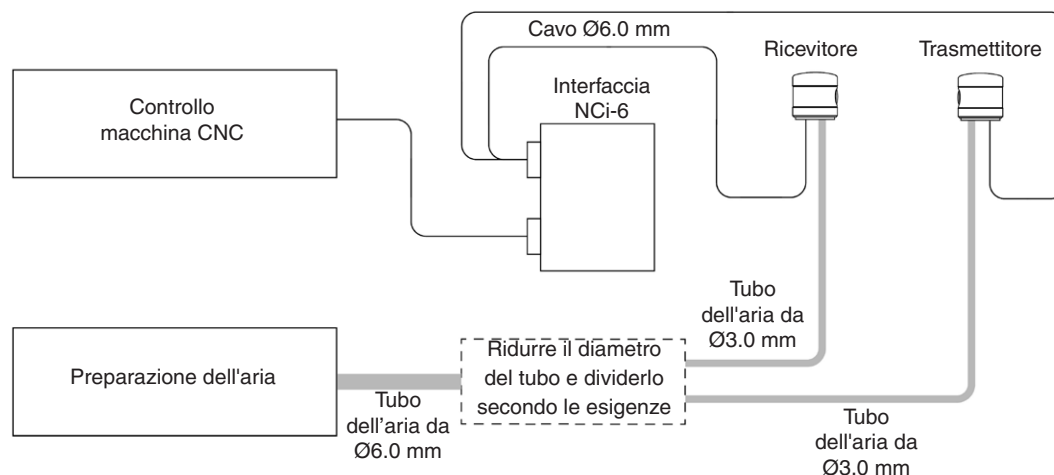 Cavo Ø6.0 mm
Ricevitore
Trasmettitore
Controllo
macchina CNC
Interfaccia
NCi-6
Tubo
dell'aria da
Ø3.0 mm
Preparazione dell'aria
Ridurre il diametro
del tubo e dividerlo
secondo le esigenze
Tubo
dell’aria da
Ø6.0 mm
Tubo
dell'aria da
Ø3.0 mm